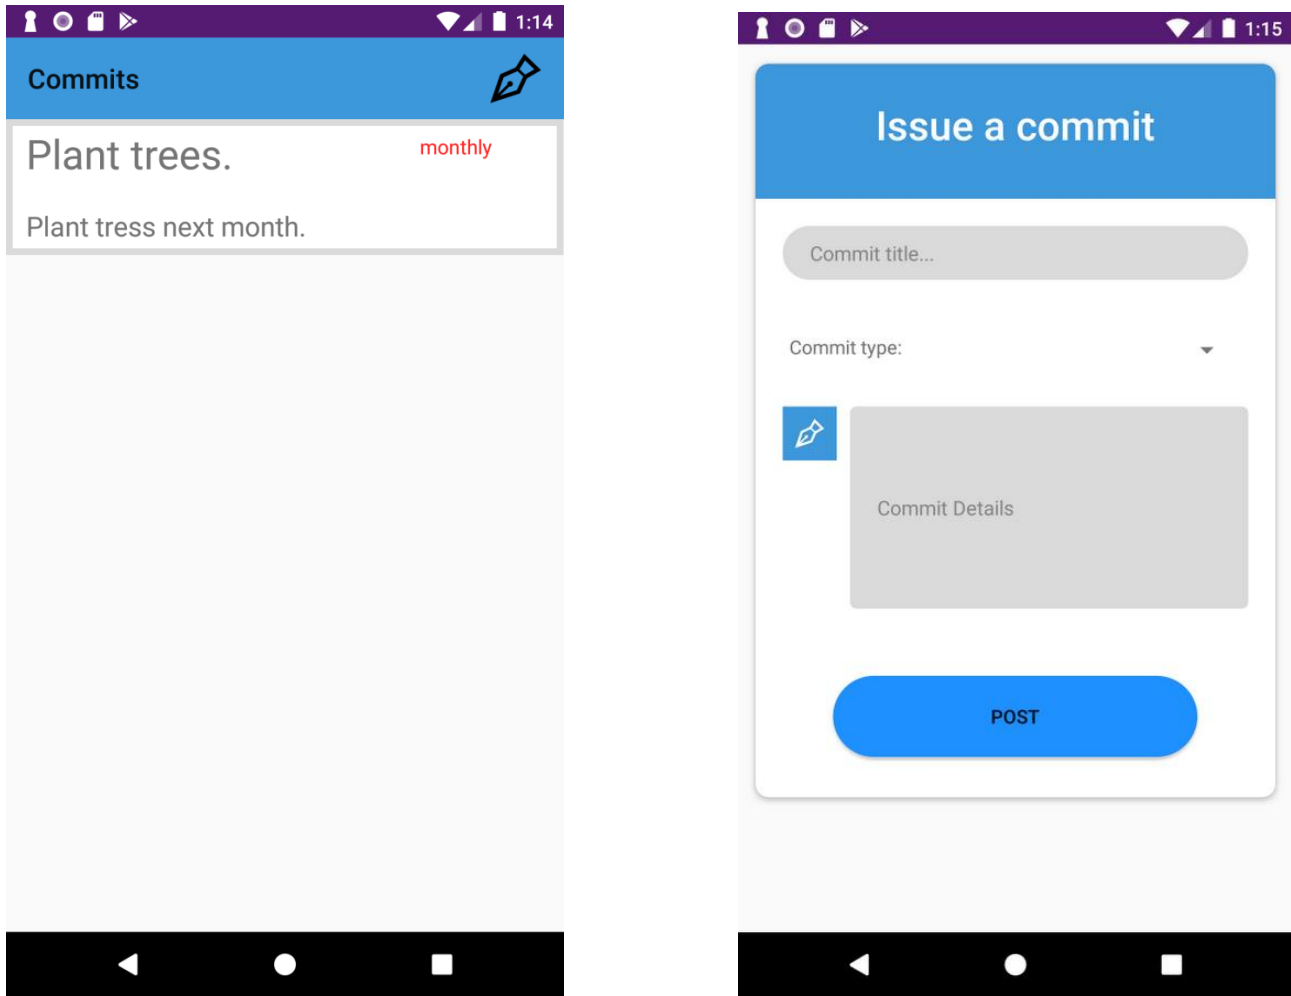 1:14
Commits
Plant trees.
monthly
Plant tress next month.
1:15
Issue a commit
Commit title...
Commit type:
Commit Details
POST